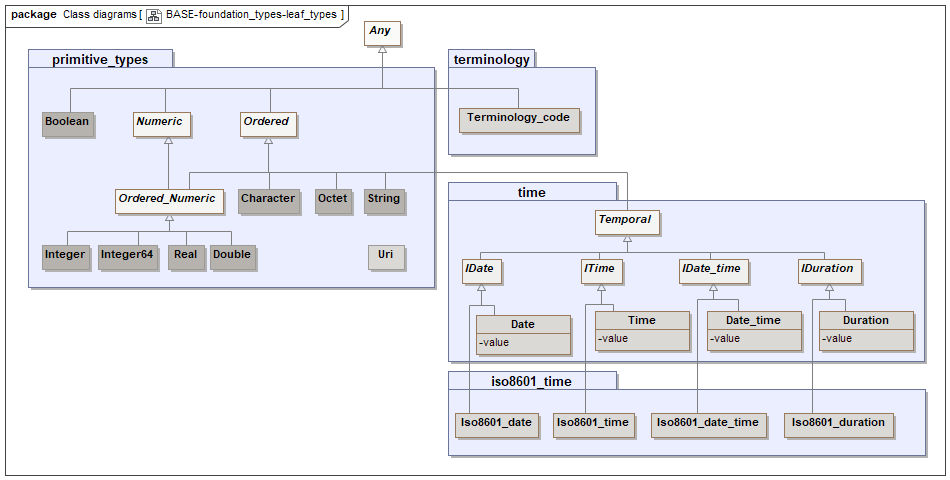 package Class diagrams [ BASE-foundation_types-leaf_types ]
Any
primitive_types
terminology
Boolean
Numeric
Ordered
Terminology_code
Ordered_Numeric
Character
Octet
String
time
Temporal
Integer
Integer64
Real
Double
Uri
IDate
ITime
IDate_time
IDuration
Date
-value
Time
-value
Date_time
-value
Duration
-value
iso8601_time
Iso8601_date
Iso8601_time
Iso8601_date_time
Iso8601_duration